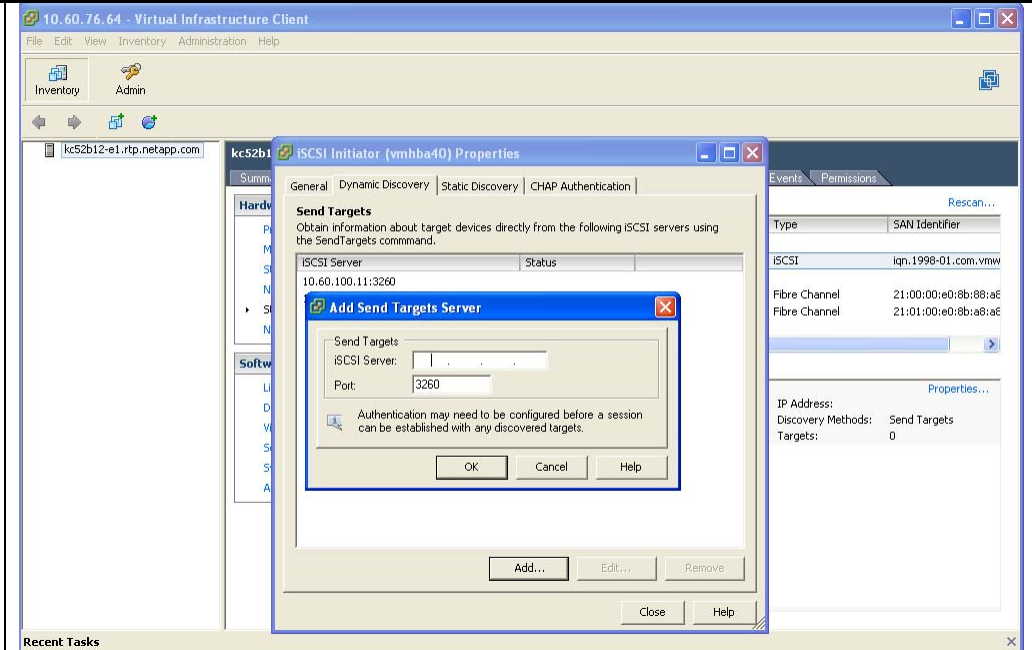 10.60.76.64 - Virtual Infrastructure Client
File Edit View Inventory Administration Help
Inventory Admin
kc52b12-e1.rtp.netapp.com
kc52b1
iSCSI Initiator (vmhba40) Properties
Events Permissions
General Dynamic Discovery Static Discovery CHAP Authentication
Rescan...
Send Targets
Obtain information about target devices directly from the following iSCSI servers using
the SendTargets commmand.
Type SAN Identifier
iSCSI Server Status
iSCSI iqn.1998-01.com.vmw
10.60.100.11:3260
Fibre Channel 21:00:00:e0:8b:88:a8
Fibre Channel 21:01:00:e0:8b:a8:a8
Add Send Targets Server
Send Targets
iSCSI Server: . . .
Port: 3260
Authentication may need to be configured before a session
can be established with any discovered targets.
OK Cancel Help
Properties...
IP Address:
Discovery Methods: Send Targets
Targets: 0
Add... Edit... Remove
Close Help
Recent Tasks